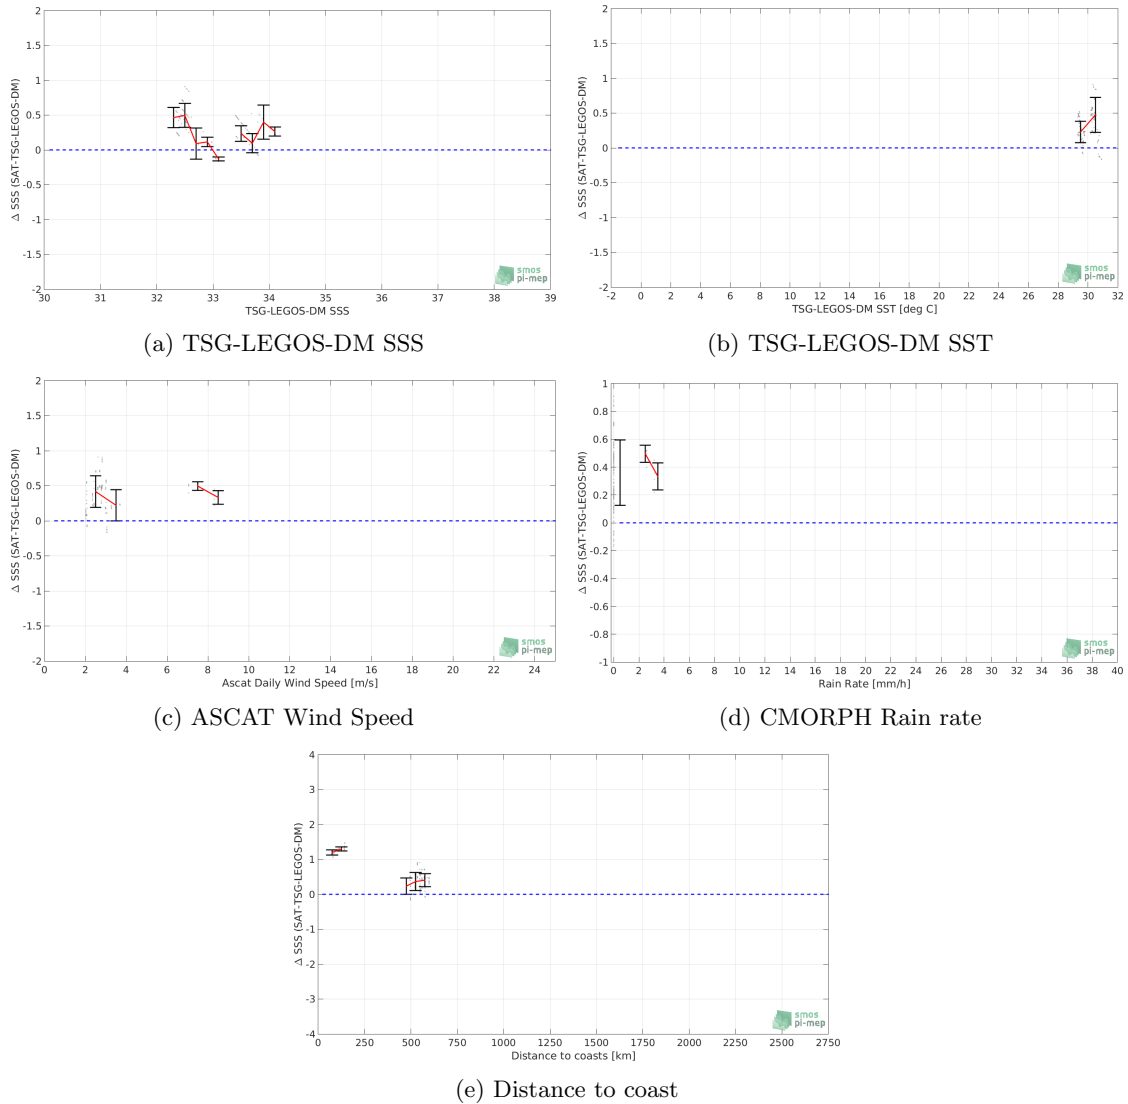 2
1.5
1
0.5
0
-0.5
-1
-1.5
-2
Δ SSS (SAT-TSG-LEGOS-DM)
30 31 32 33 34 35 36 37 38 39
TSG-LEGOS-DM SSS
smos
pi-mep
(a) TSG-LEGOS-DM SSS
2
1.5
1
0.5
0
-0.5
-1
-1.5
-2
Δ SSS (SAT-TSG-LEGOS-DM)
-2 0 2 4 6 8 10 12 14 16 18 20 22 24 26 28 30 32
TSG-LEGOS-DM SST [deg C]
smos
pi-mep
(b) TSG-LEGOS-DM SST
2
1.5
1
0.5
0
-0.5
-1
-1.5
-2
Δ SSS (SAT-TSG-LEGOS-DM)
0 2 4 6 8 10 12 14 16 18 20 22 24
Ascat Daily Wind Speed [m/s]
smos
pi-mep
(c) ASCAT Wind Speed
1
0.8
0.6
0.4
0.2
0
-0.2
-0.4
-0.6
-0.8
-1
Δ SSS (SAT-TSG-LEGOS-DM)
0 2 4 6 8 10 12 14 16 18 20 22 24 26 28 30 32 34 36 38 40
Rain Rate [mm/h]
smos
pi-mep
(d) CMORPH Rain rate
4
3
2
1
0
-1
-2
-3
-4
Δ SSS (SAT-TSG-LEGOS-DM)
0 250 500 750 1000 1250 1500 1750 2000 2250 2500 2750
Distance to coasts [km]
smos
pi-mep
(e) Distance to coast